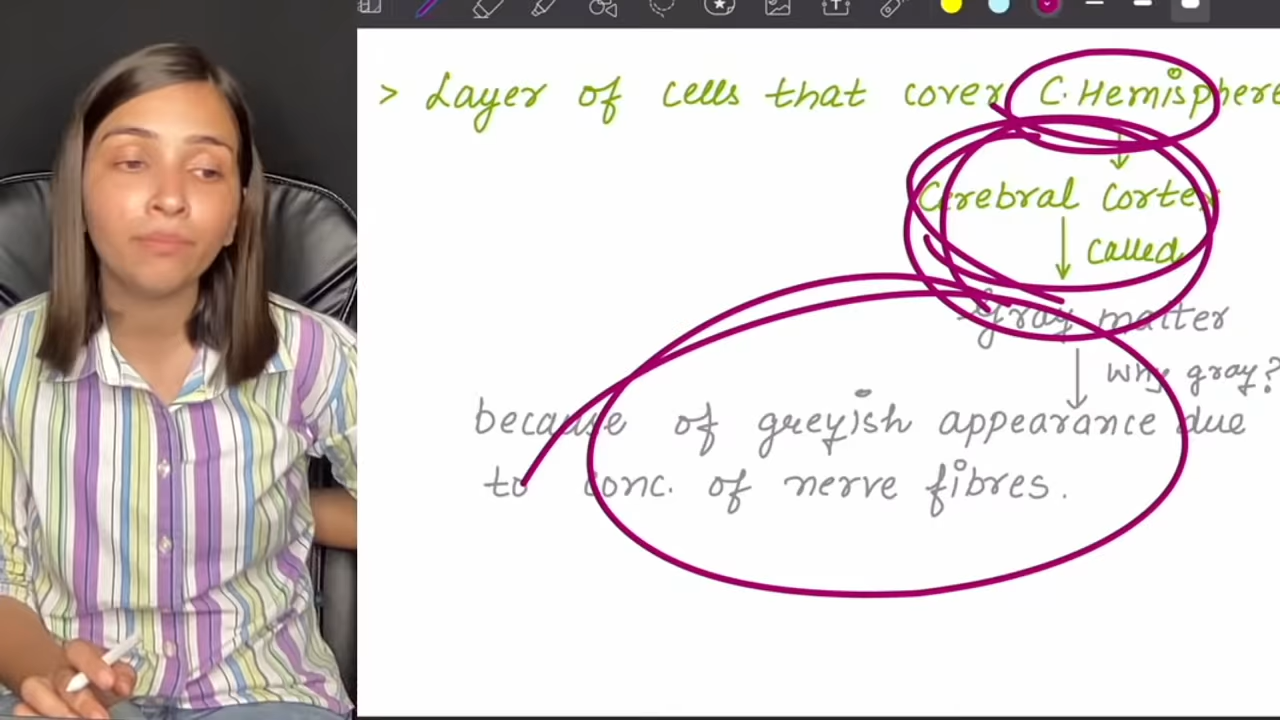 > Layer of cells that cover C.Hemisphere
Cerebral Cortex
Called
Gray matter
Why gray?
because of greyish appearance due
to conc. of nerve fibres.